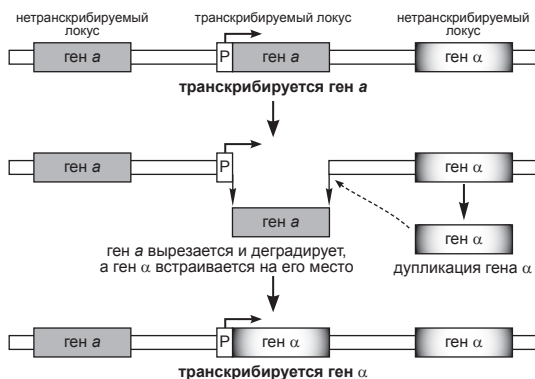 нетранскрибируемый локус
транскрибируемый локус
нетранскрибируемый локус
ген a
P
ген a
ген α
транскрибируется ген a
ген a
P
ген α
ген a
ген α
ген a вырезается и деградирует,
а ген α встраивается на его место
дупликация гена α
ген a
P
ген α
ген α
транскрибируется ген α